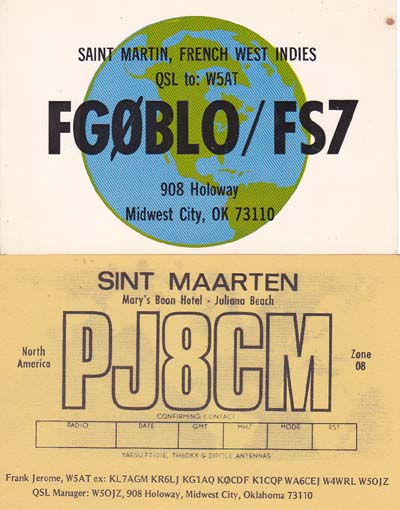 SAINT MARTIN, FRENCH WEST INDIES
QSL to: W5AT
FGØBLO/FS7
908 Holoway
Midwest City, OK 73110
SINT MAARTEN
Mary's Boon Hotel - Juliana Beach
North America
PJ8CM
Zone 08
CONFIRMING CONTACT
RADIO DATE GMT MHZ MODE RST
YAESU FT101E, TH6DXX & DIPOLE ANTENNAS
Frank Jerome, W5AT ex: KL7AGM KR6LJ KG1AQ KØCDF K1CQP WA6CEJ W4WRL W5OJZ
QSL Manager: W5OJZ, 908 Holoway, Midwest City, Oklahoma 73110